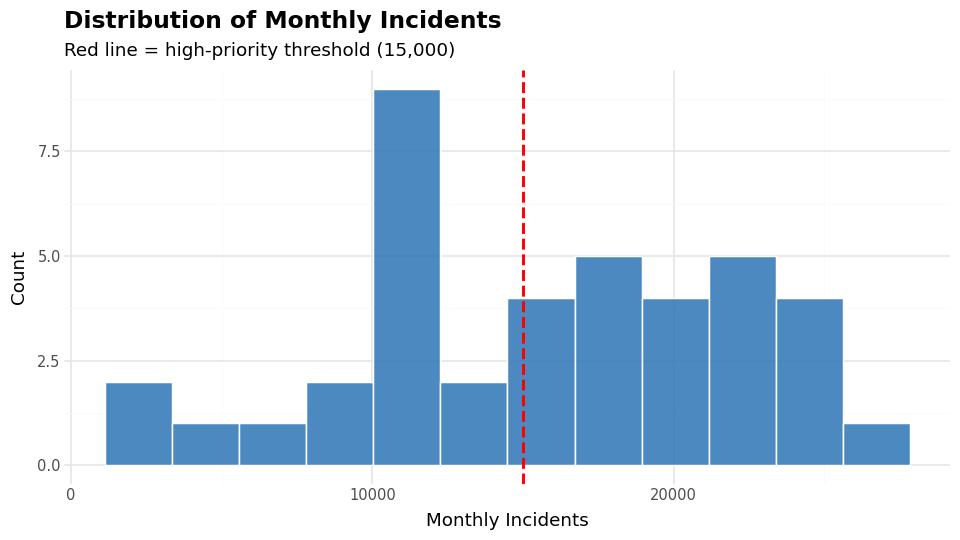 Distribution of Monthly Incidents
Red line = high-priority threshold (15,000)
7.5
5.0
2.5
0.0
Count
0 10000 20000
Monthly Incidents